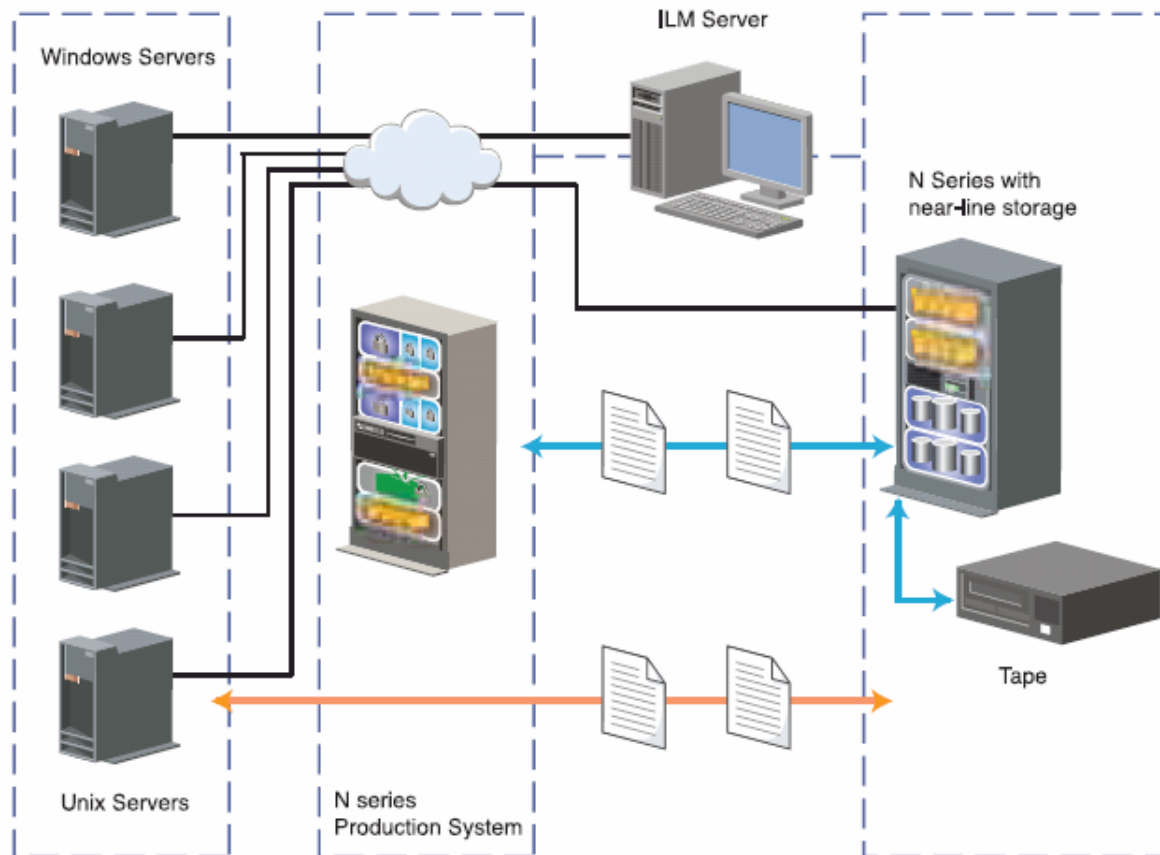 ILM Server
Windows Servers
N Series with
near-line storage
Tape
Unix Servers
N series
Production System